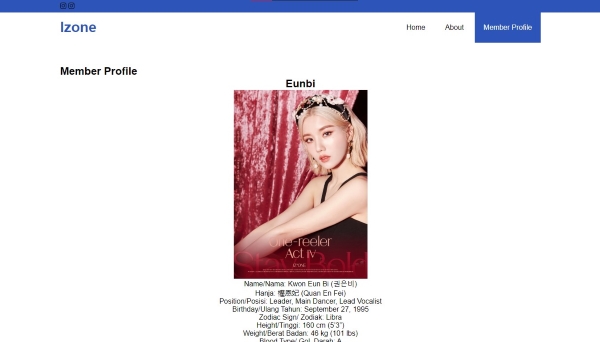 Izone
Home
About
Member Profile
Member Profile
Eunbi
One-reeler
Act IV
IZ*ONE
Stay Bold
Name/Nama: Kwon Eun Bi (권은비)
Hanja: 權恩妃 (Quan En Fei)
Position/Posisi: Leader, Main Dancer, Lead Vocalist
Birthday/Ulang Tahun: September 27, 1995
Zodiac Sign/ Zodiak: Libra
Height/Tinggi: 160 cm (5'3")
Weight/Berat Badan: 46 kg (101 lbs)
Blood Type/ Gol. Darah: A